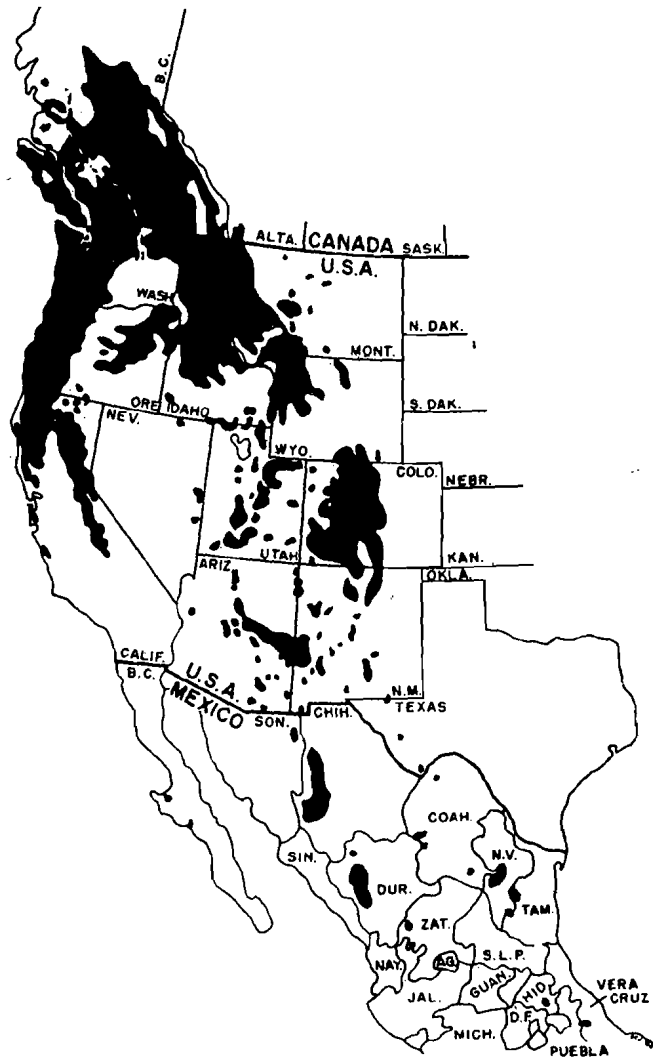 B.C.
ALTA.
CANADA
SASK.
U.S.A.
WASH.
N. DAK.
MONT.
ORE.
IDAHO
S. DAK.
NEV.
WYO.
COLO.
NEBR.
UTAH
KAN.
ARIZ.
OKLA.
CALIF.
B.C.
U.S.A.
MEXICO
N.M.
TEXAS
SON.
CHIH.
COAH.
SIN.
N.V.
DUR.
TAM.
ZAT.
NAY.
AG.
S.L.P.
GUAN.
HID.
VERA
CRUZ
JAL.
D.F.
MICH.
PUEBLA